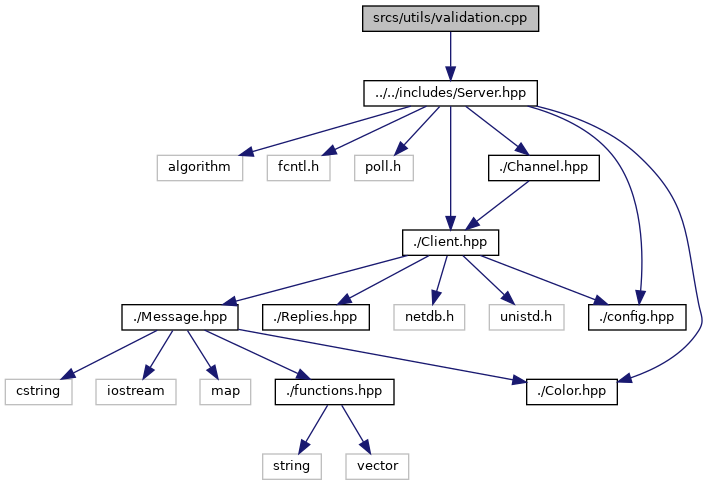 srcs/utils/validation.cpp
../../includes/Server.hpp
algorithm
fcntl.h
poll.h
./Channel.hpp
./Client.hpp
./Message.hpp
./Replies.hpp
netdb.h
unistd.h
./config.hpp
cstring
iostream
map
./functions.hpp
./Color.hpp
string
vector